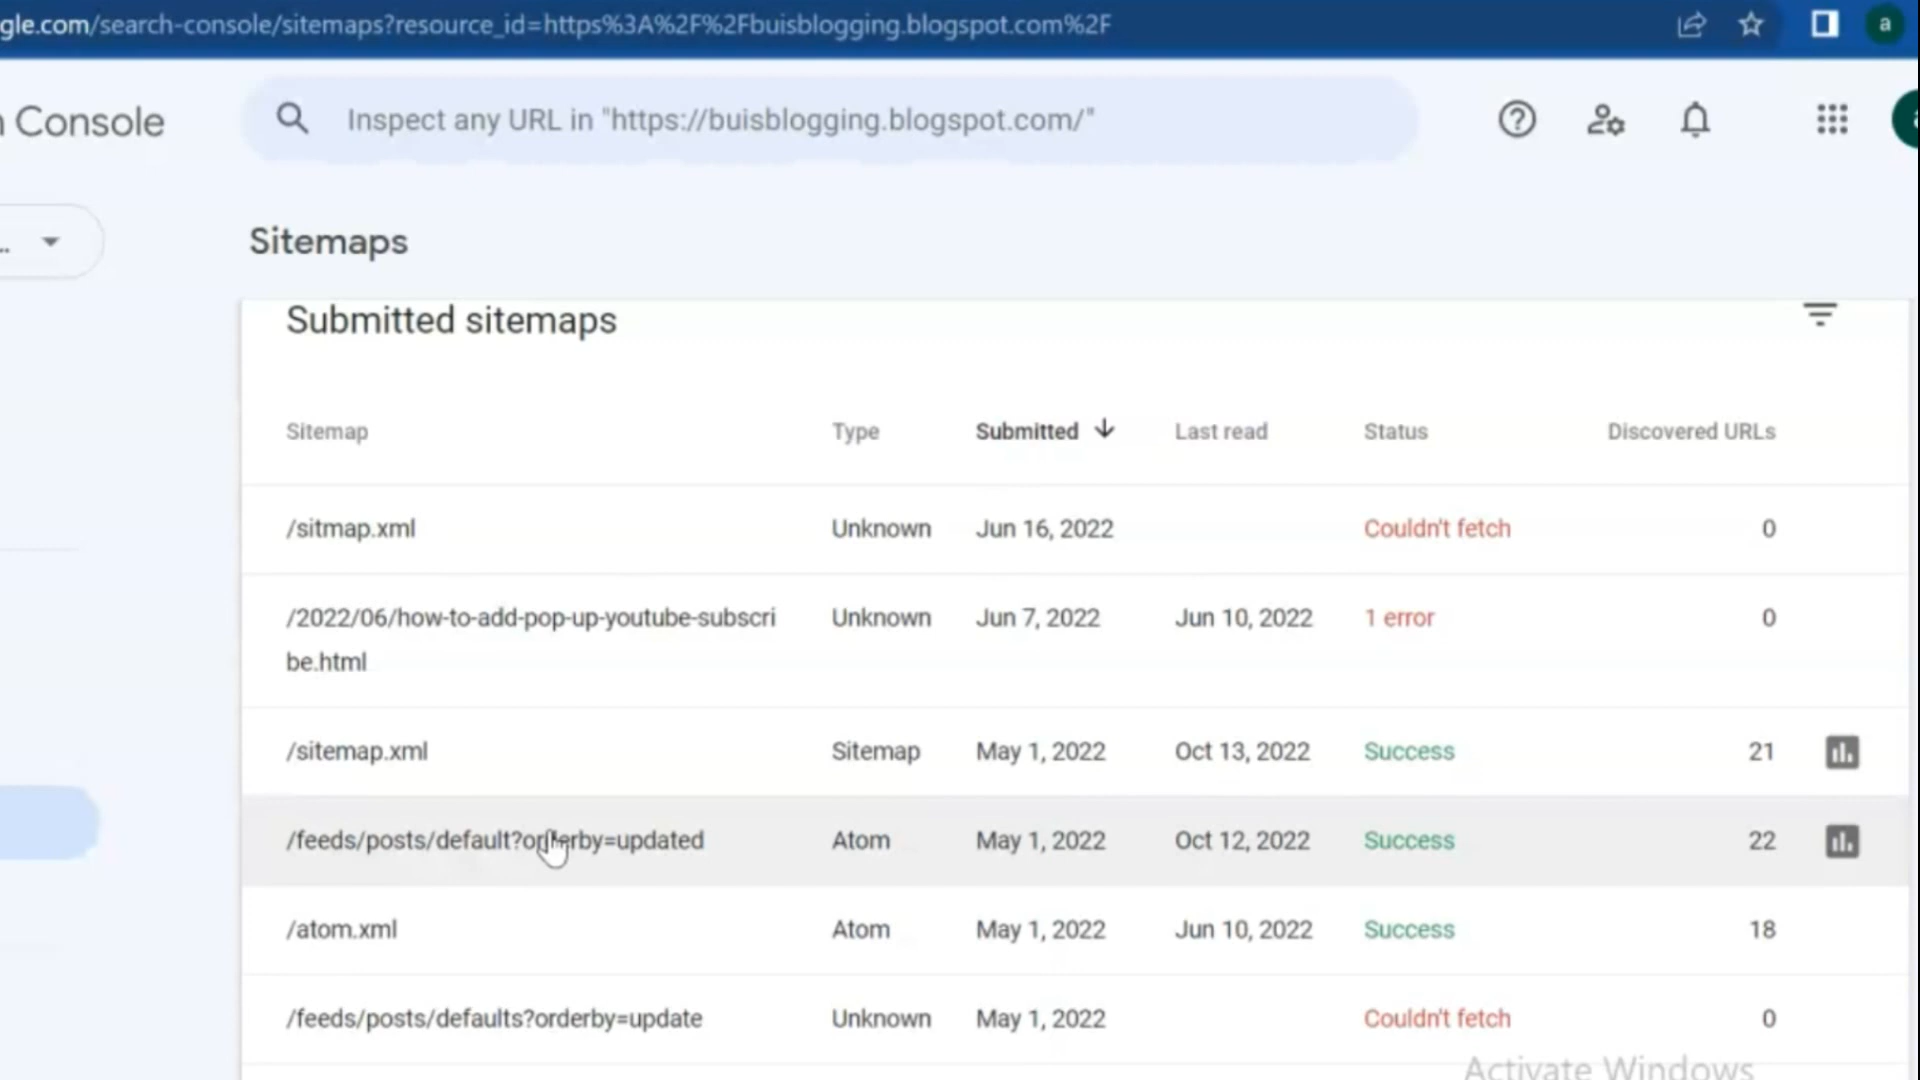 gle.com/search-console/sitemaps?resource_id=https%3A%2F%2Fbuisblogging.blogspot.com%2F
a
Console
Inspect any URL in "https://buisblogging.blogspot.com/"
..
Sitemaps
Submitted sitemaps
Sitemap Type Submitted Last read Status Discovered URLs
/sitmap.xml Unknown Jun 16, 2022 Couldn't fetch 0
/2022/06/how-to-add-pop-up-youtube-subscri Unknown Jun 7, 2022 Jun 10, 2022 1 error 0
be.html
/sitemap.xml Sitemap May 1, 2022 Oct 13, 2022 Success 21
/feeds/posts/default?orderby=updated Atom May 1, 2022 Oct 12, 2022 Success 22
/atom.xml Atom May 1, 2022 Jun 10, 2022 Success 18
/feeds/posts/defaults?orderby=update Unknown May 1, 2022 Couldn't fetch 0
Activate Windows